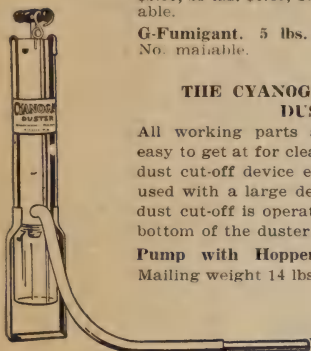 able.
G-Fumigant. 5 lbs.
No. mailable.
THE CYANOG
DUS
All working parts
easy to get at for clea
dust cut-off device e
used with a large de
dust cut-off is operat
bottom of the duster
Pump with Hopper
Mailing weight 14 lbs
CYANOGA
DUSTER